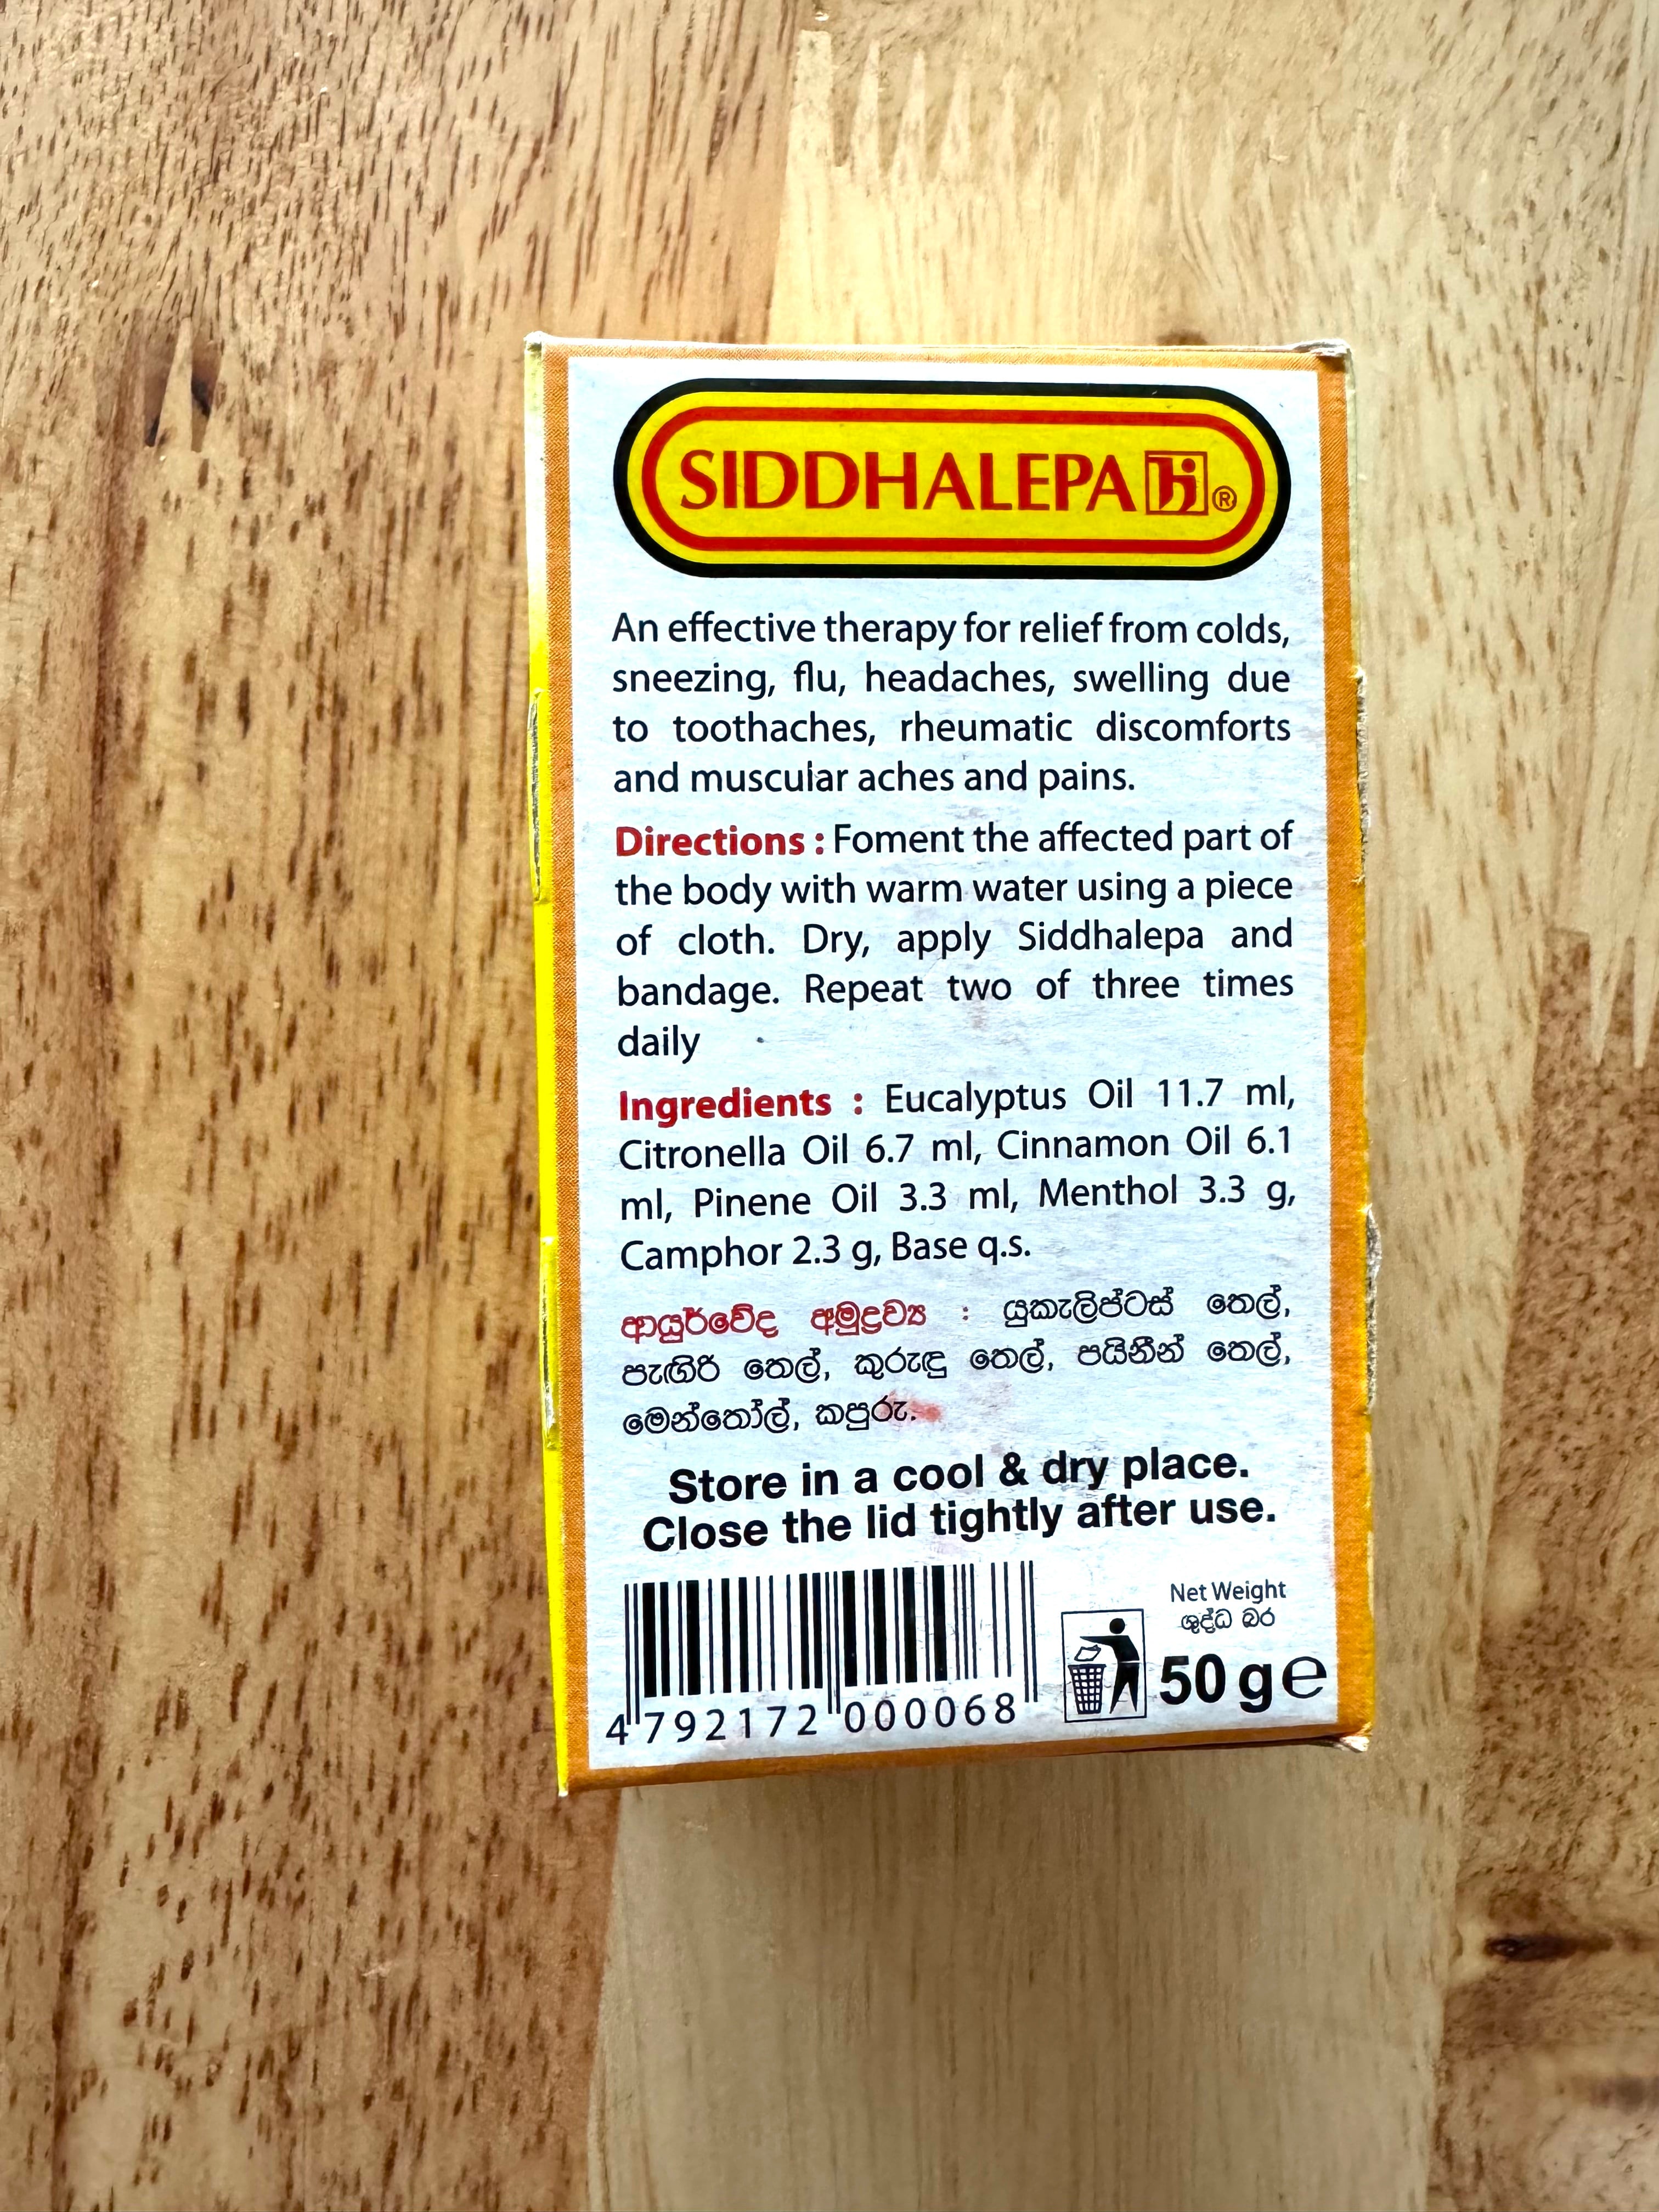 SIDDHALEPA ®
An effective therapy for relief from colds,
sneezing, flu, headaches, swelling due
to toothaches, rheumatic discomforts
and muscular aches and pains.
Directions : Foment the affected part of
the body with warm water using a piece
of cloth. Dry, apply Siddhalepa and
bandage. Repeat two of three times
daily
Ingredients : Eucalyptus Oil 11.7 ml,
Citronella Oil 6.7 ml, Cinnamon Oil 6.1
ml, Pinene Oil 3.3 ml, Menthol 3.3 g,
Camphor 2.3 g, Base q.s.
ආයුර්වේද අමුද්‍රව්‍ය : යුකැලිප්ටස් තෙල්,
පැඟිරි තෙල්, කුරුඳු තෙල්, පයිනීන් තෙල්,
මෙන්තෝල්, කපුරු.
Store in a cool & dry place.
Close the lid tightly after use.
Net Weight
ශුද්ධ බර
50 g e
4 792172 000068